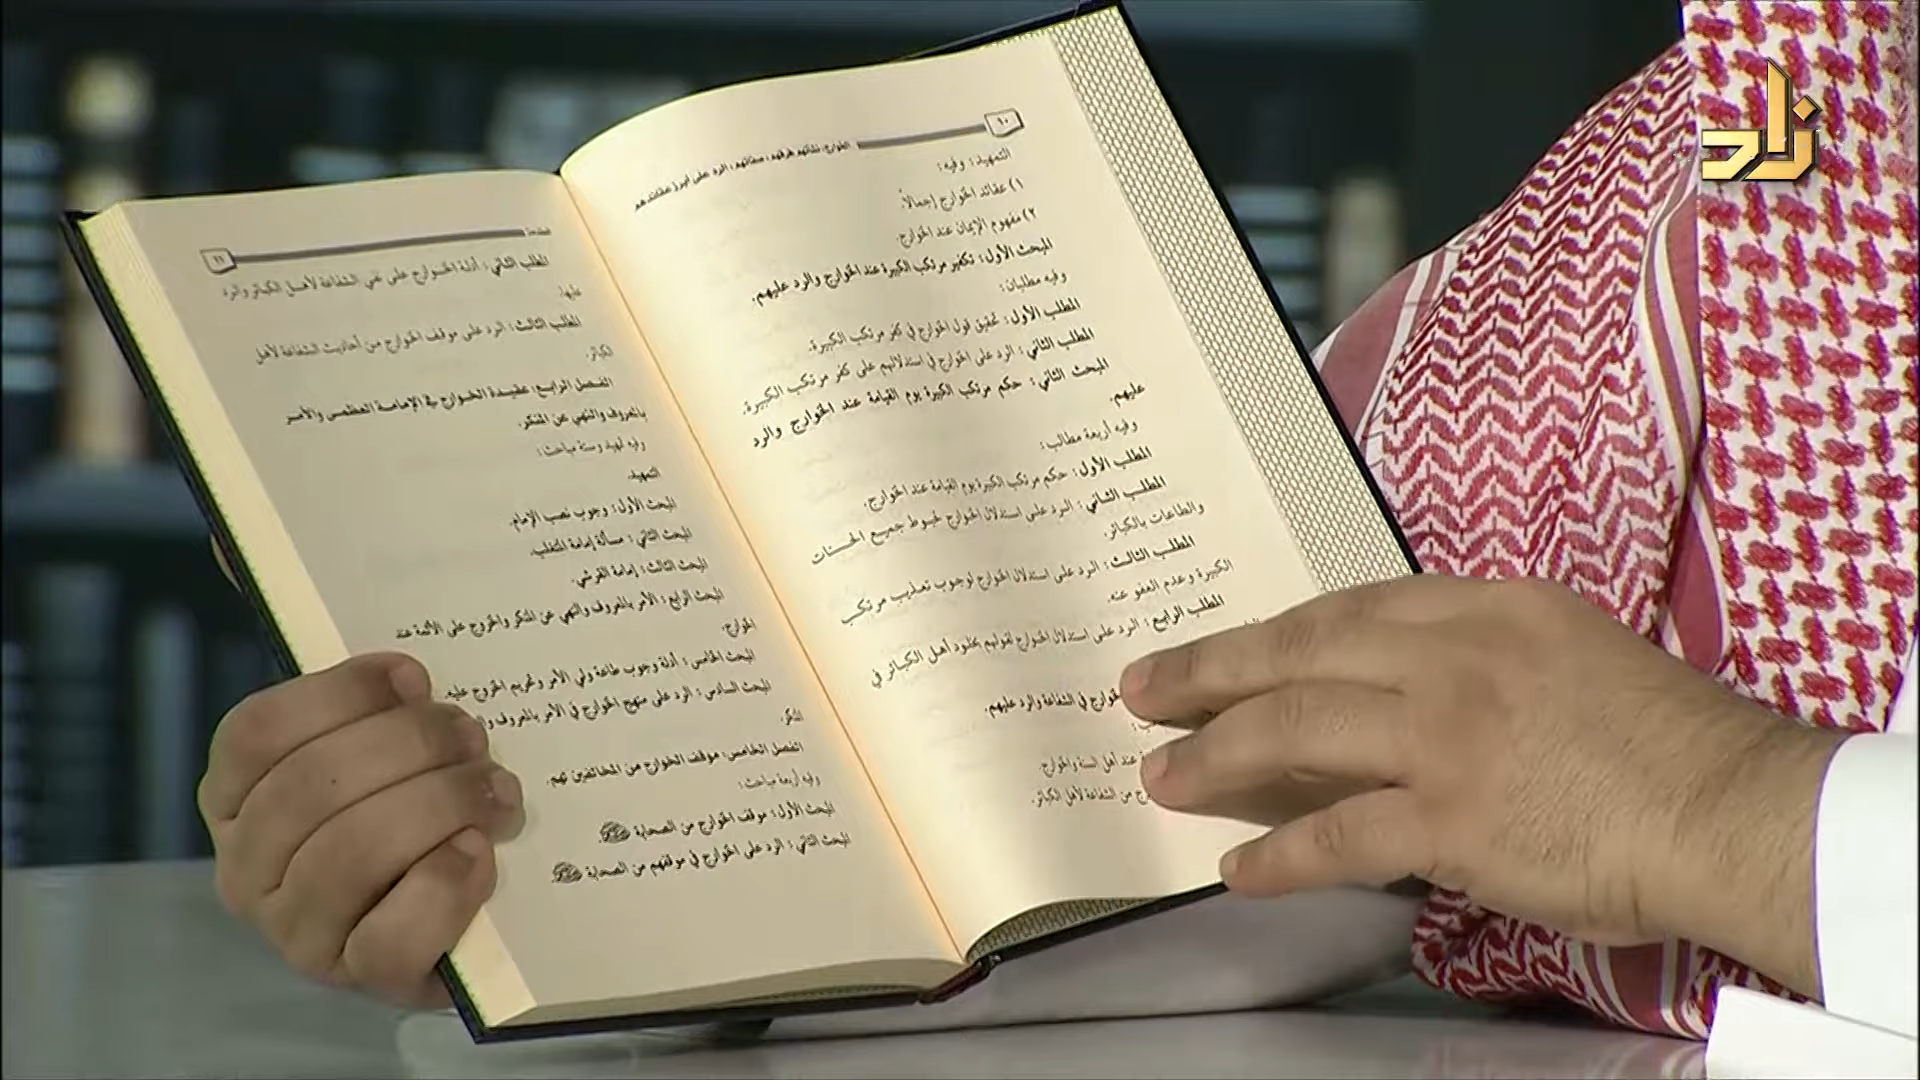 ١٠
الخوارج، نشأتهم، فرقهم، صفاتهم، الرد على أبرز عقائدهم
التمهيد: وفيه:
١) عقائد الخوارج إجمالاً.
٢) مفهوم الإيمان عند الخوارج.
المبحث الأول: تكفير مرتكب الكبيرة عند الخوارج والرد عليهم.
وفيه مطلبان:
المطلب الأول: تحقيق قول الخوارج في كفر مرتكب الكبيرة.
المطلب الثاني: الرد على الخوارج في استدلالهم على كفر مرتكب الكبيرة.
المبحث الثاني: حكم مرتكب الكبيرة يوم القيامة عند الخوارج والرد
عليهم.
وفيه أربعة مطالب:
المطلب الأول: حكم مرتكب الكبيرة يوم القيامة عند الخوارج.
المطلب الثاني: الرد على استدلال الخوارج لحبوط جميع الحسنات
والطاعات بالكبائر.
المطلب الثالث: الرد على استدلال الخوارج لوجوب تعذيب مرتكب
الكبيرة وعدم العفو عنه.
المطلب الرابع: الرد على استدلال الخوارج لقولهم بخلود أهل الكبائر في
الخوارج في الشفاعة والرد عليهم.
عند أهل السنة والخوارج.
من الشفاعة لأهل الكبائر.
مقدمة
١١
المطلب الثاني: أدلة الخوارج على نفي الشفاعة لأهل الكبائر والرد
عليها.
المطلب الثالث: الرد على موقف الخوارج من أحاديث الشفاعة لأهل
الكبائر.
الفصل الرابع: عقيدة الخوارج في الإمامة العظمى والأمر
بالمعروف والنهي عن المنكر.
وفيه تمهيد وستة مباحث:
التمهيد.
المبحث الأول: وجوب نصب الإمام.
المبحث الثاني: مسألة إمامة المتغلب.
المبحث الثالث: إمامة القرشي.
المبحث الرابع: الأمر بالمعروف والنهي عن المنكر والخروج على الأئمة عند
الخوارج.
المبحث الخامس: أدلة وجوب طاعة ولي الأمر وتحريم الخروج عليه.
المبحث السادس: الرد على منهج الخوارج في الأمر بالمعروف
المنكر.
الفصل الخامس: موقف الخوارج من المخالفين لهم.
وفيه أربعة مباحث:
المبحث الأول: موقف الخوارج من الصحابة
المبحث الثاني: الرد على الخوارج في موقفهم من الصحابة
زاد